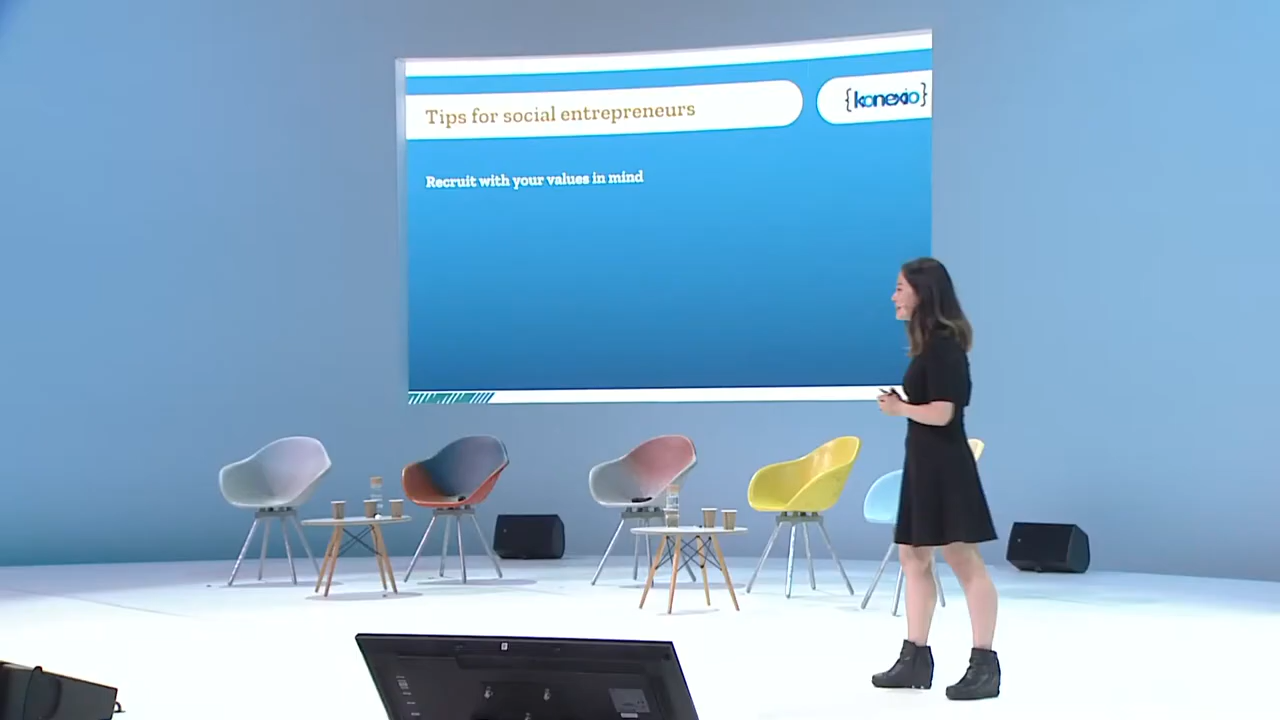 Tips for social entrepreneurs
{konexio}
Recruit with your values in mind